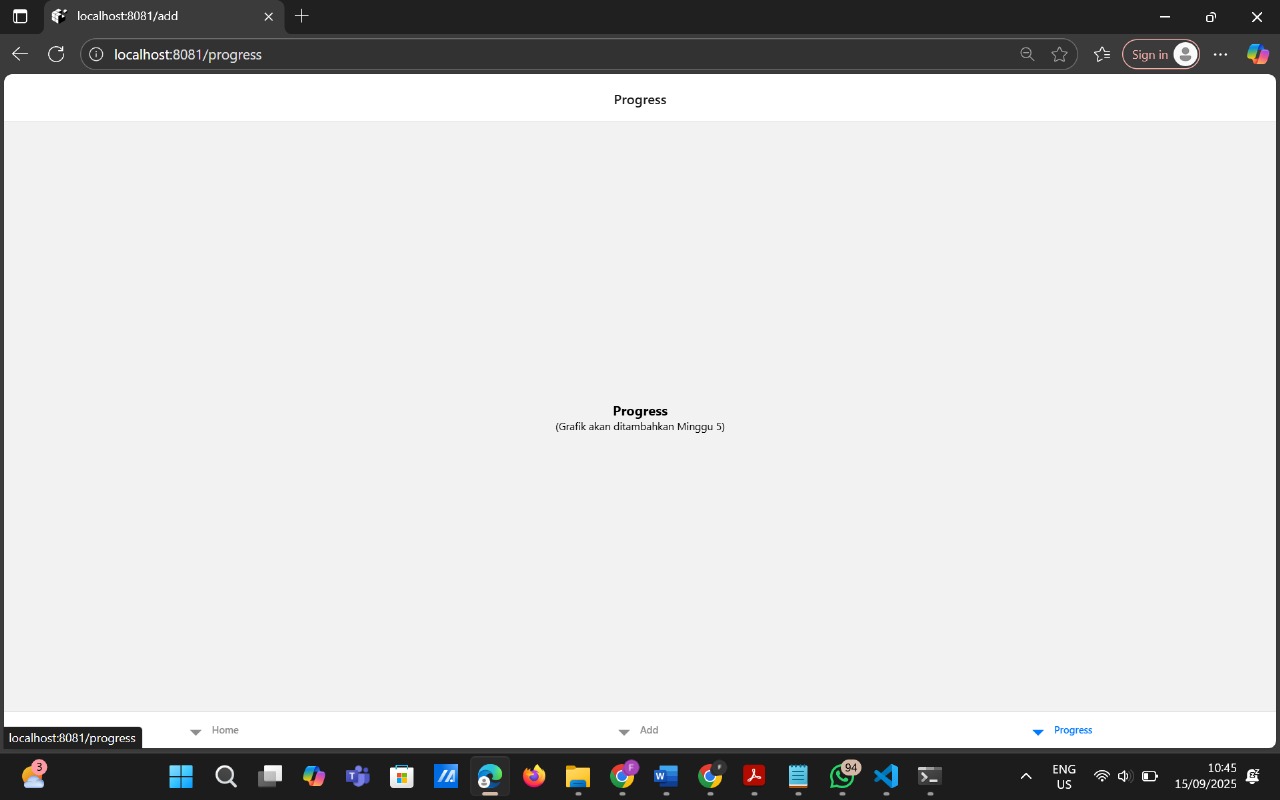 localhost:8081/add
localhost:8081/progress
Sign in
Progress
Progress
(Grafik akan ditambahkan Minggu 5)
Home
Add
Progress
localhost:8081/progress
3
F
94
ENG
US
10:45
15/09/2025